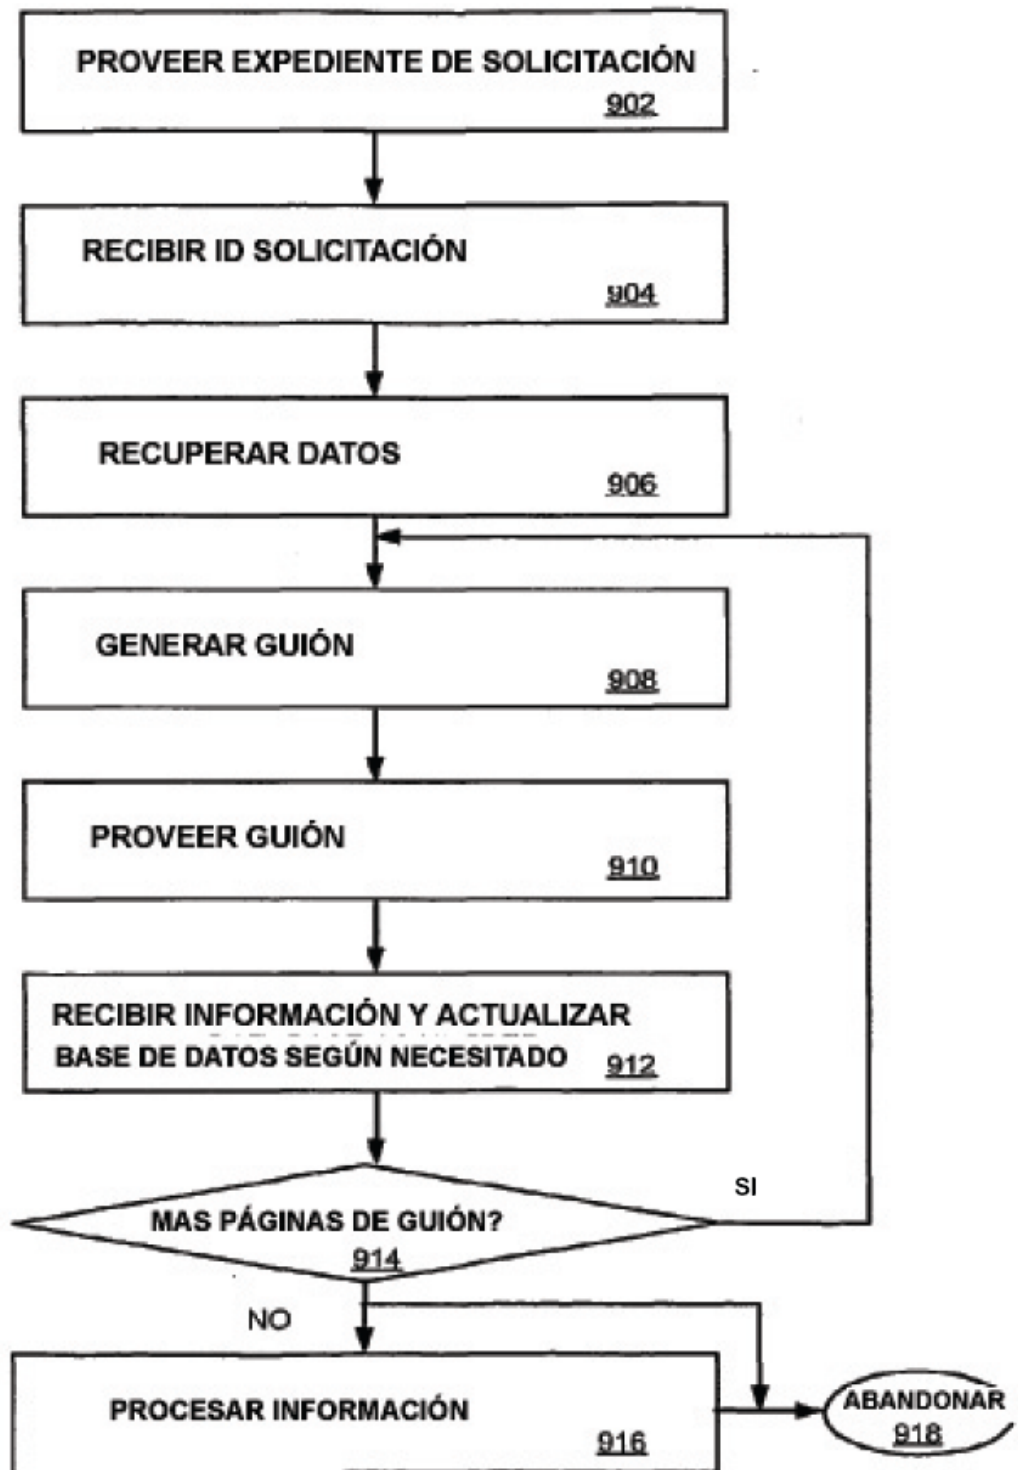 PROVEER EXPEDIENTE DE SOLICITACIÓN
902
RECIBIR ID SOLICITACIÓN
904
RECUPERAR DATOS
906
GENERAR GUIÓN
908
PROVEER GUIÓN
910
RECIBIR INFORMACIÓN Y ACTUALIZAR
BASE DE DATOS SEGÚN NECESITADO
912
MAS PÁGINAS DE GUIÓN?
914
SI
NO
PROCESAR INFORMACIÓN
916
ABANDONAR
918